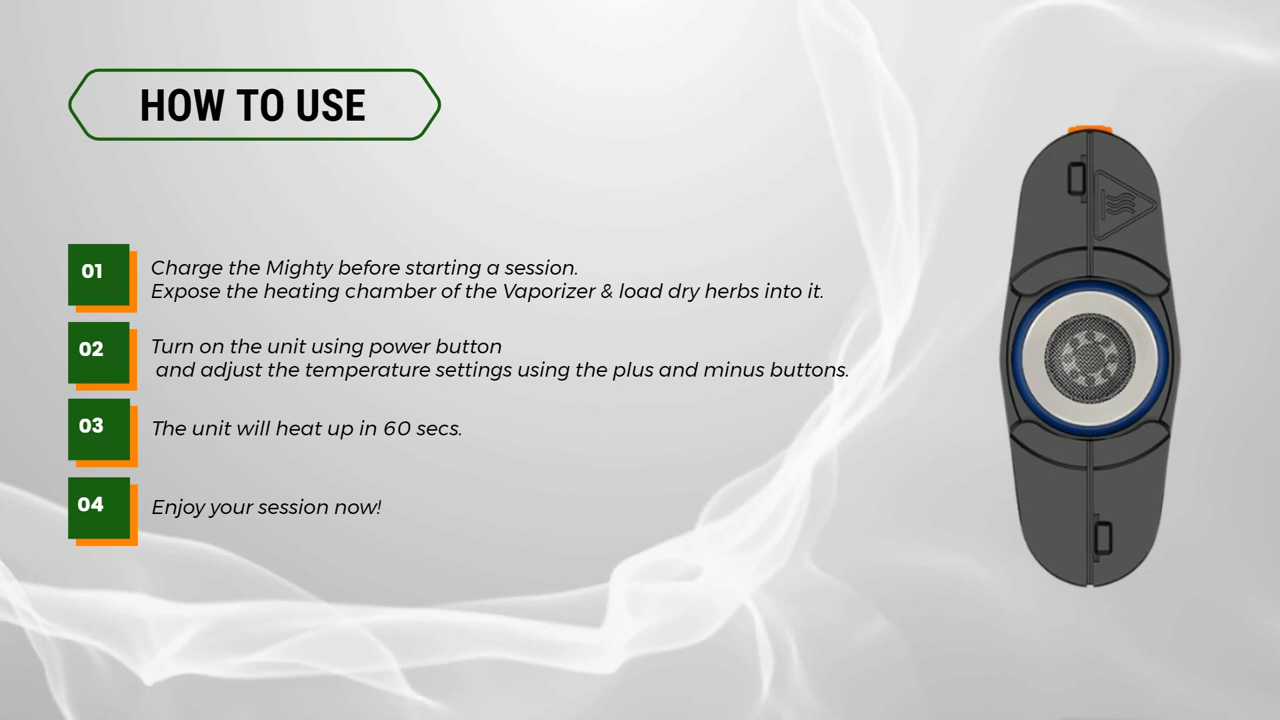 HOW TO USE
01
Charge the Mighty before starting a session.
Expose the heating chamber of the Vaporizer & load dry herbs into it.
02
Turn on the unit using power button
and adjust the temperature settings using the plus and minus buttons.
03
The unit will heat up in 60 secs.
04
Enjoy your session now!